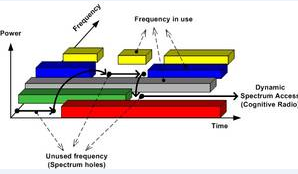 Frequency in use
Frequency
Power
Dynamic
Spectrum Access
(Cognitive Radio)
Time
Unused frequency
(Spectrum holes)